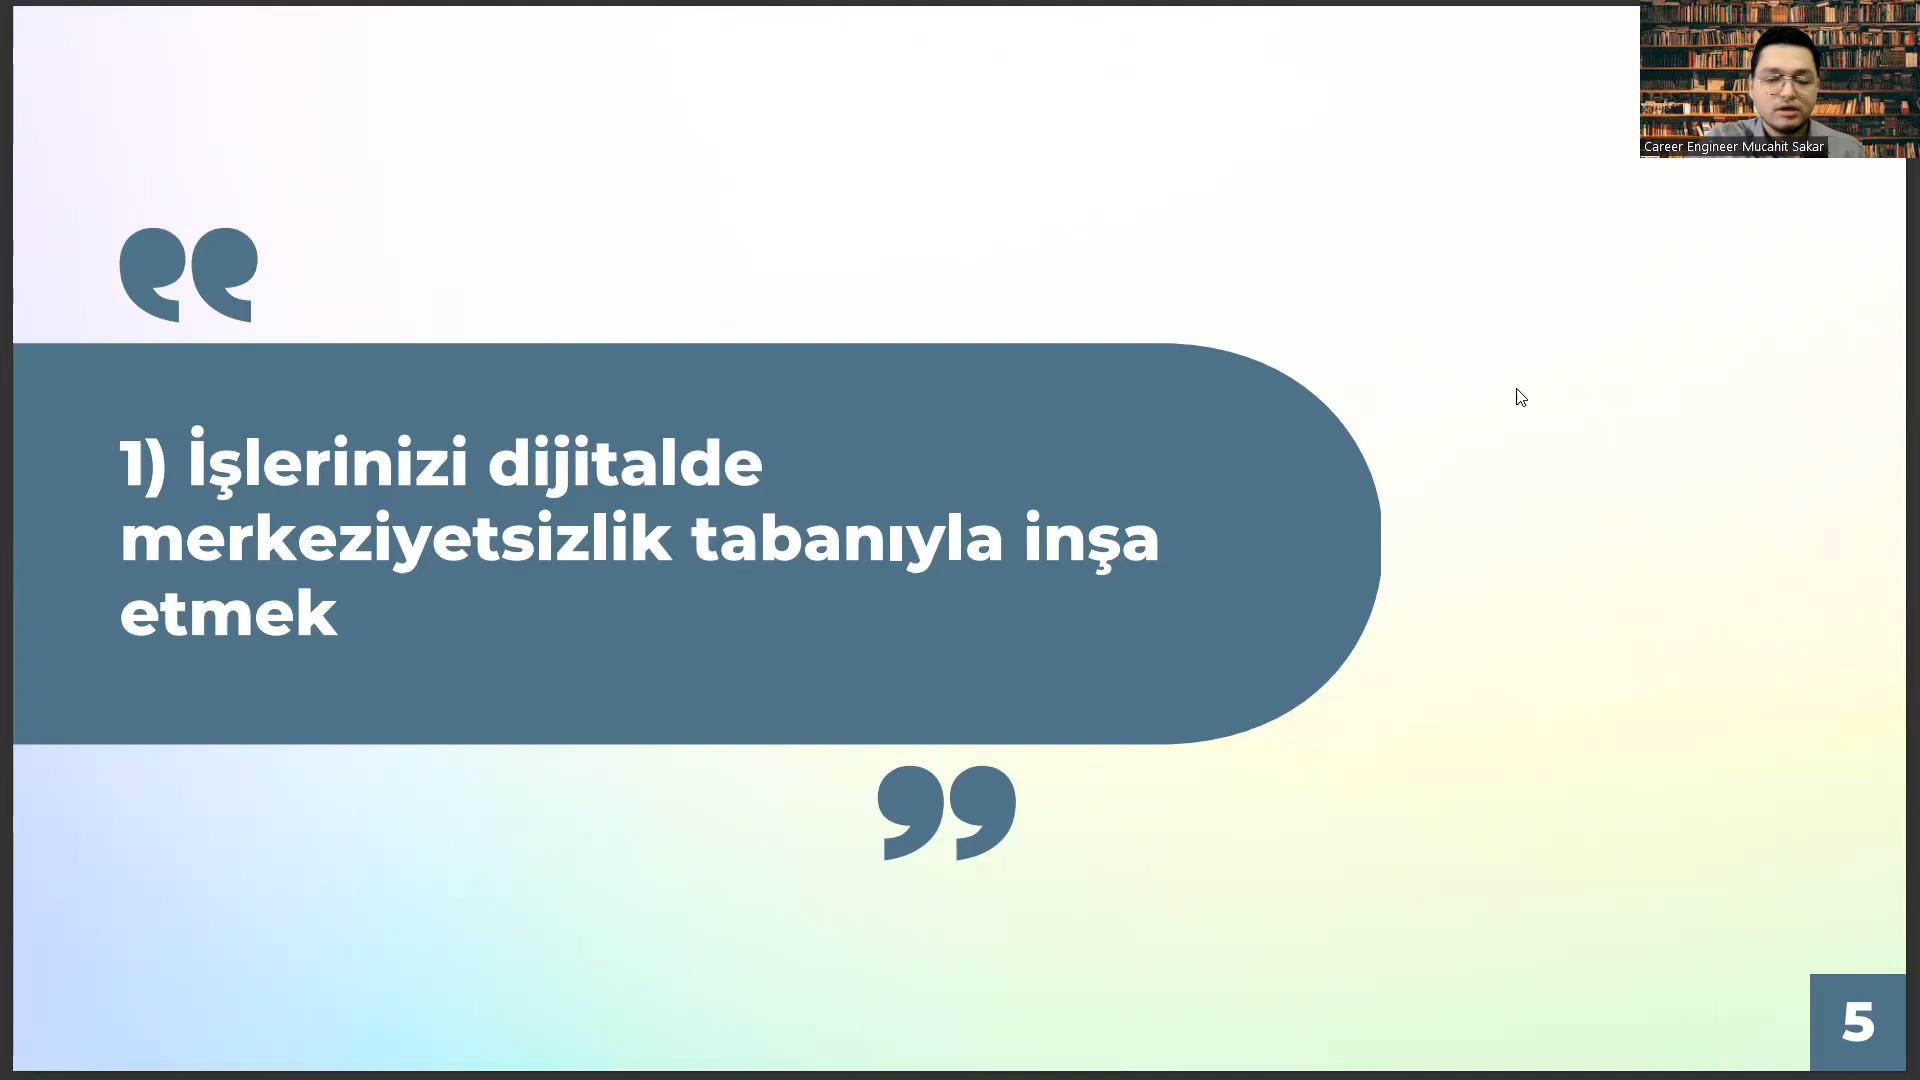 Career Engineer Mucahit Sakar
1) İşlerinizi dijitalde
merkeziyetsizlik tabanıyla inşa
etmek
5